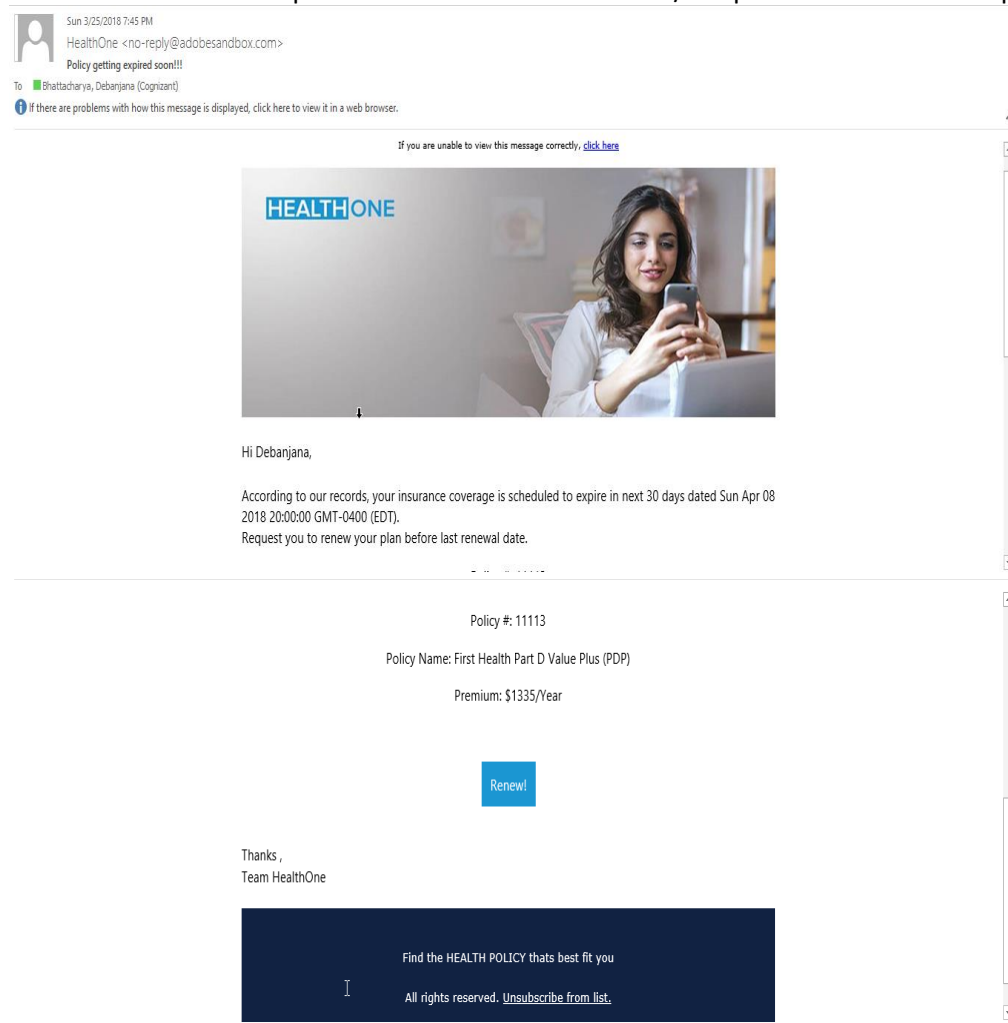 Sun 3/25/2018 7:45 PM
HealthOne <no-reply@adobesandbox.com>
Policy getting expired soon!!!
To Bhattacharya, Debanjana (Cognizant)
If there are problems with how this message is displayed, click here to view it in a web browser.
If you are unable to view this message correctly, click here
HEALTHONE
Hi Debanjana,
According to our records, your insurance coverage is scheduled to expire in next 30 days dated Sun Apr 08
2018 20:00:00 GMT-0400 (EDT).
Request you to renew your plan before last renewal date.
Policy #: 11113
Policy Name: First Health Part D Value Plus (PDP)
Premium: $1335/Year
Renew!
Thanks ,
Team HealthOne
Find the HEALTH POLICY thats best fit you
All rights reserved. Unsubscribe from list.